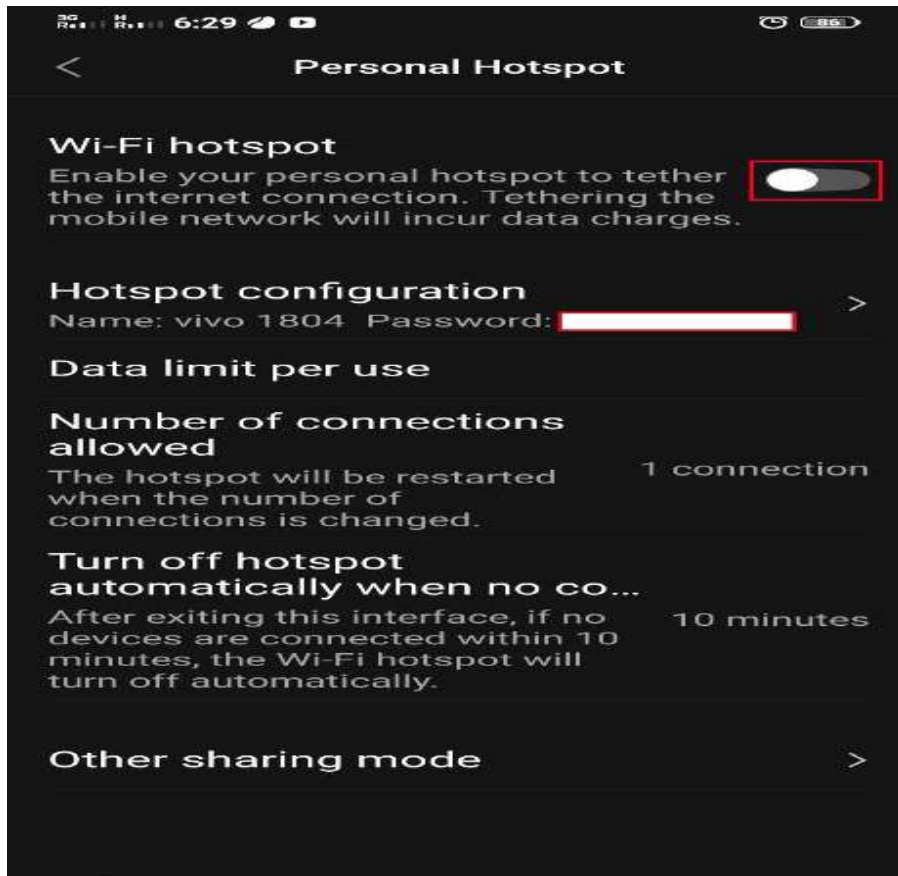 3G R H R 6:29 86
Personal Hotspot
Wi-Fi hotspot
Enable your personal hotspot to tether
the internet connection. Tethering the
mobile network will incur data charges.
Hotspot configuration
Name: vivo 1804 Password:
Data limit per use
Number of connections
allowed
The hotspot will be restarted
when the number of
connections is changed.
1 connection
Turn off hotspot
automatically when no co...
After exiting this interface, if no
devices are connected within 10
minutes, the Wi-Fi hotspot will
turn off automatically.
10 minutes
Other sharing mode